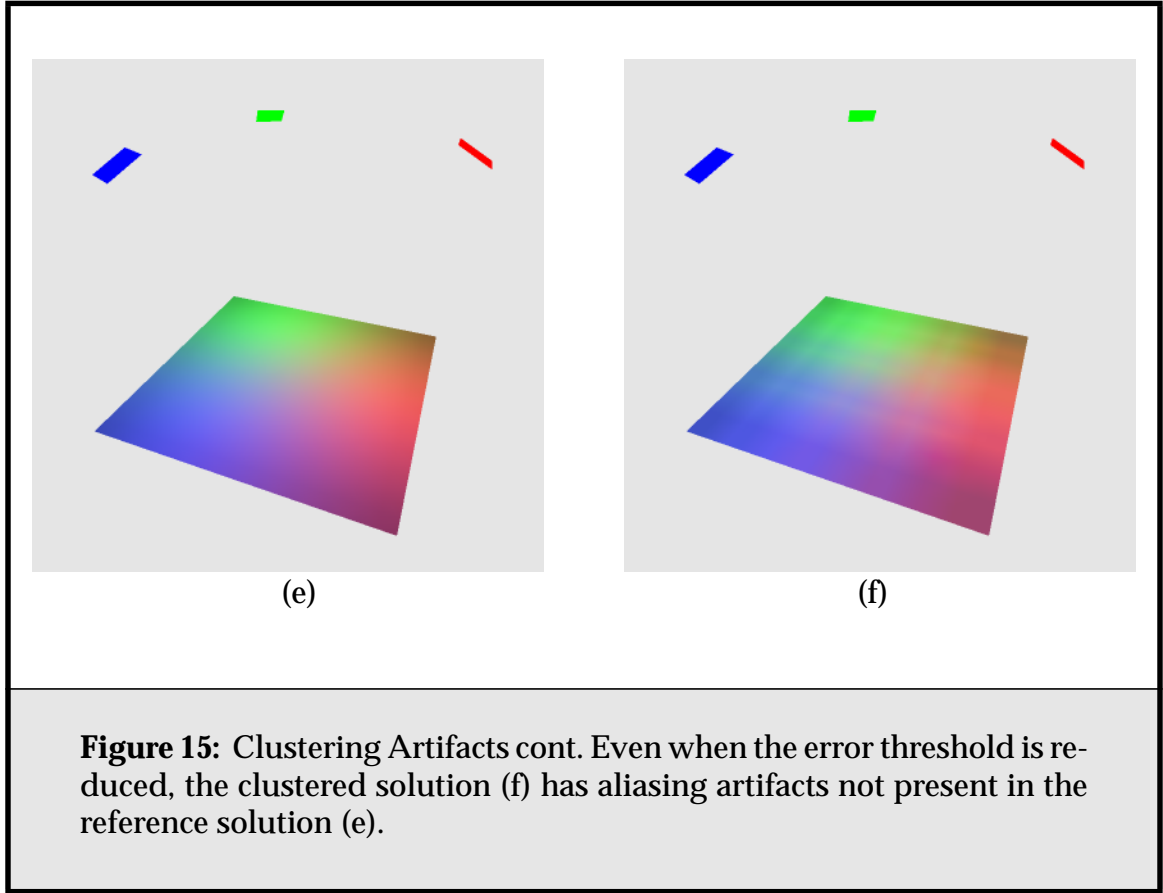 (e)
(f)
Figure 15: Clustering Artifacts cont. Even when the error threshold is re-
duced, the clustered solution (f) has aliasing artifacts not present in the
reference solution (e).